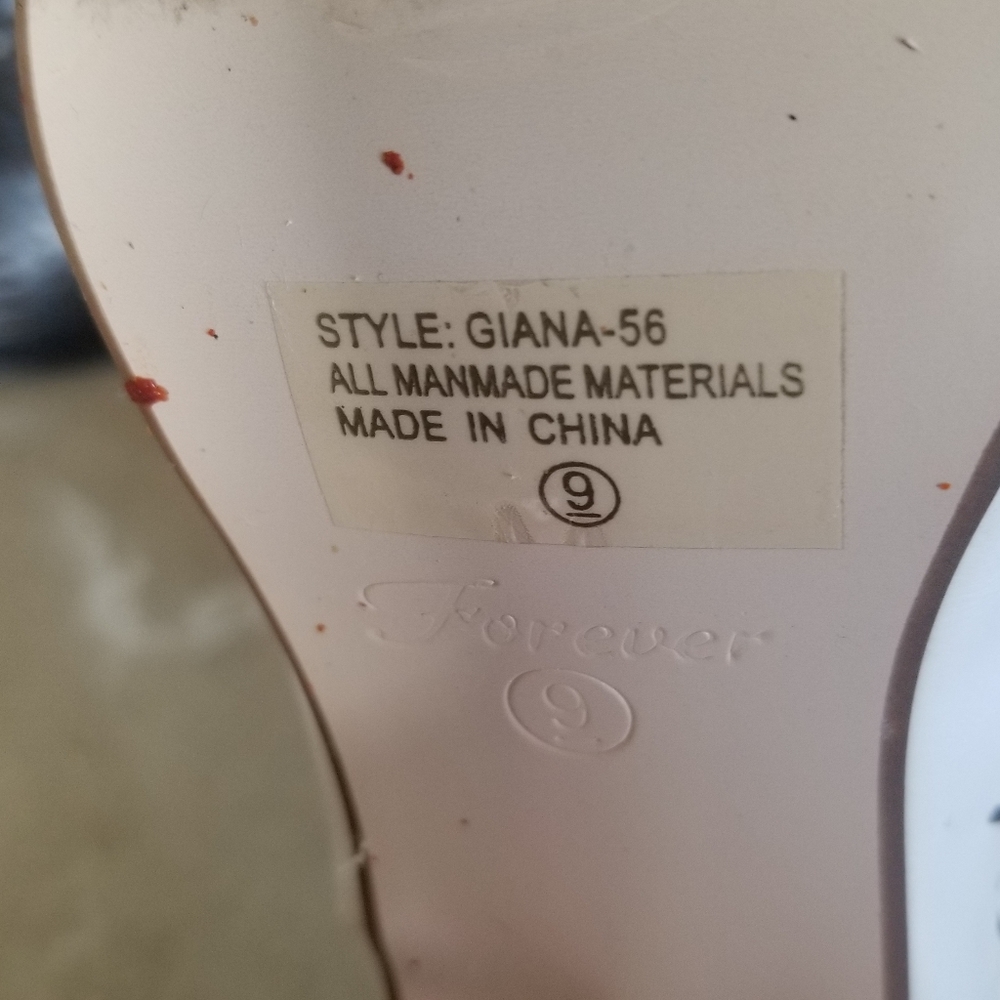 STYLE: GIANA-56
ALL MANMADE MATERIALS
MADE IN CHINA
9
Forever
9